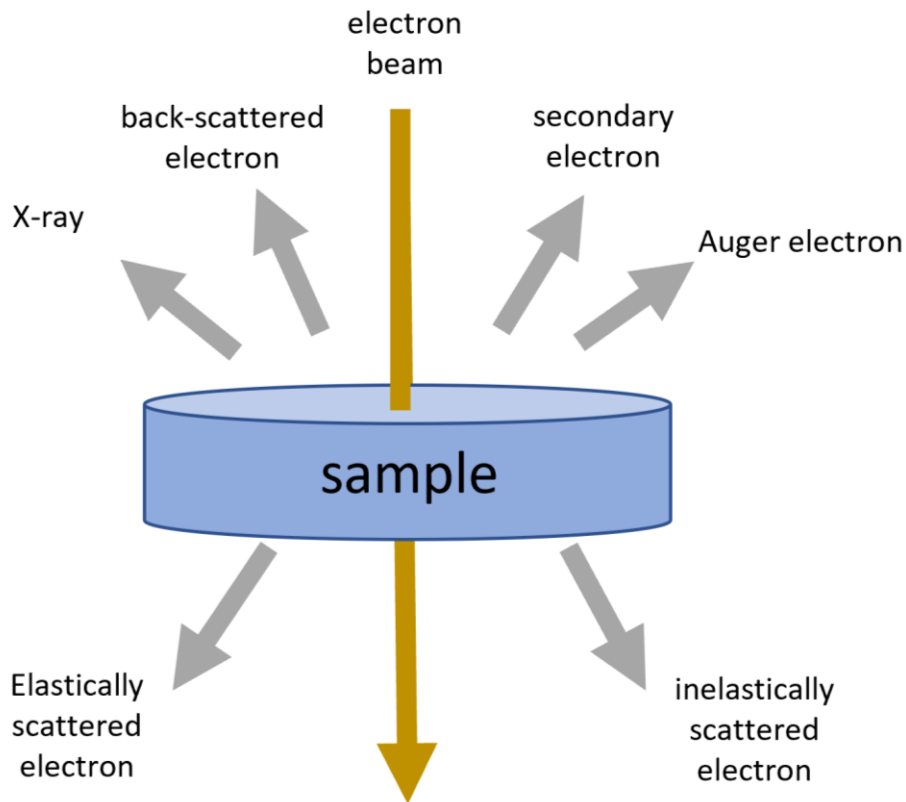 electron
beam
back-scattered
electron
secondary
electron
X-ray
Auger electron
sample
Elastically
scattered
electron
inelastically
scattered
electron